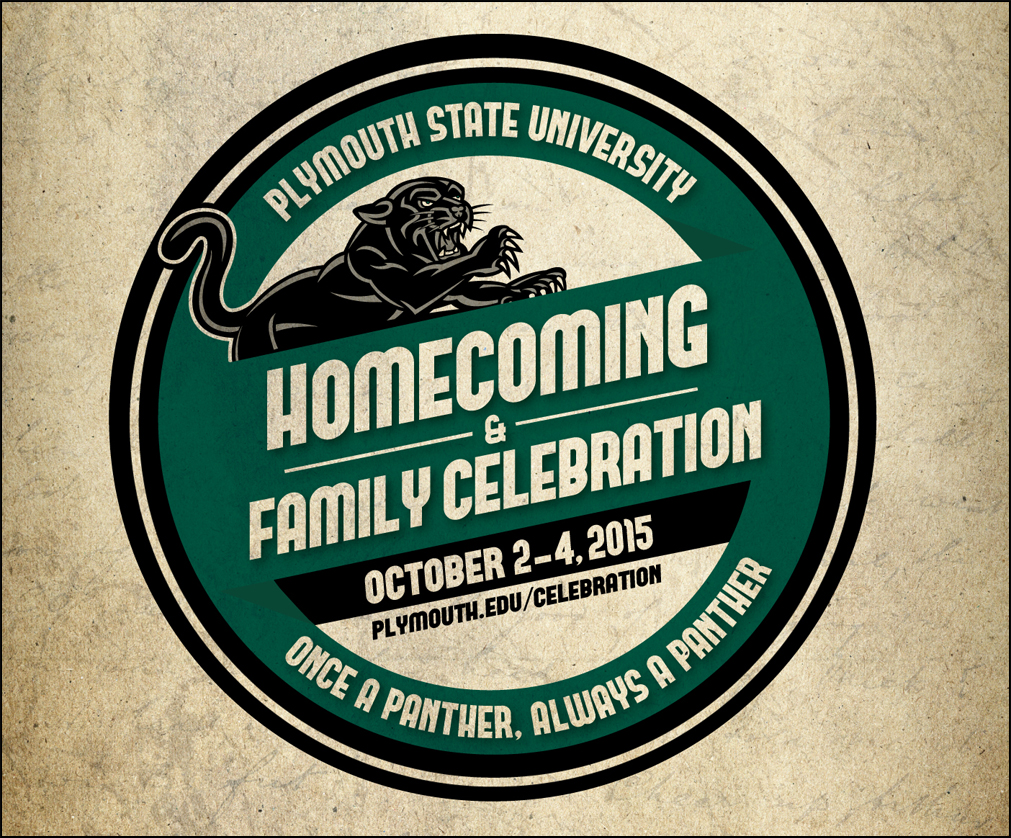 PLYMOUTH STATE UNIVERSITY
HOMECOMING
&
FAMILY CELEBRATION
OCTOBER 2-4, 2015
PLYMOUTH.EDU/CELEBRATION
ONCE A PANTHER, ALWAYS A PANTHER